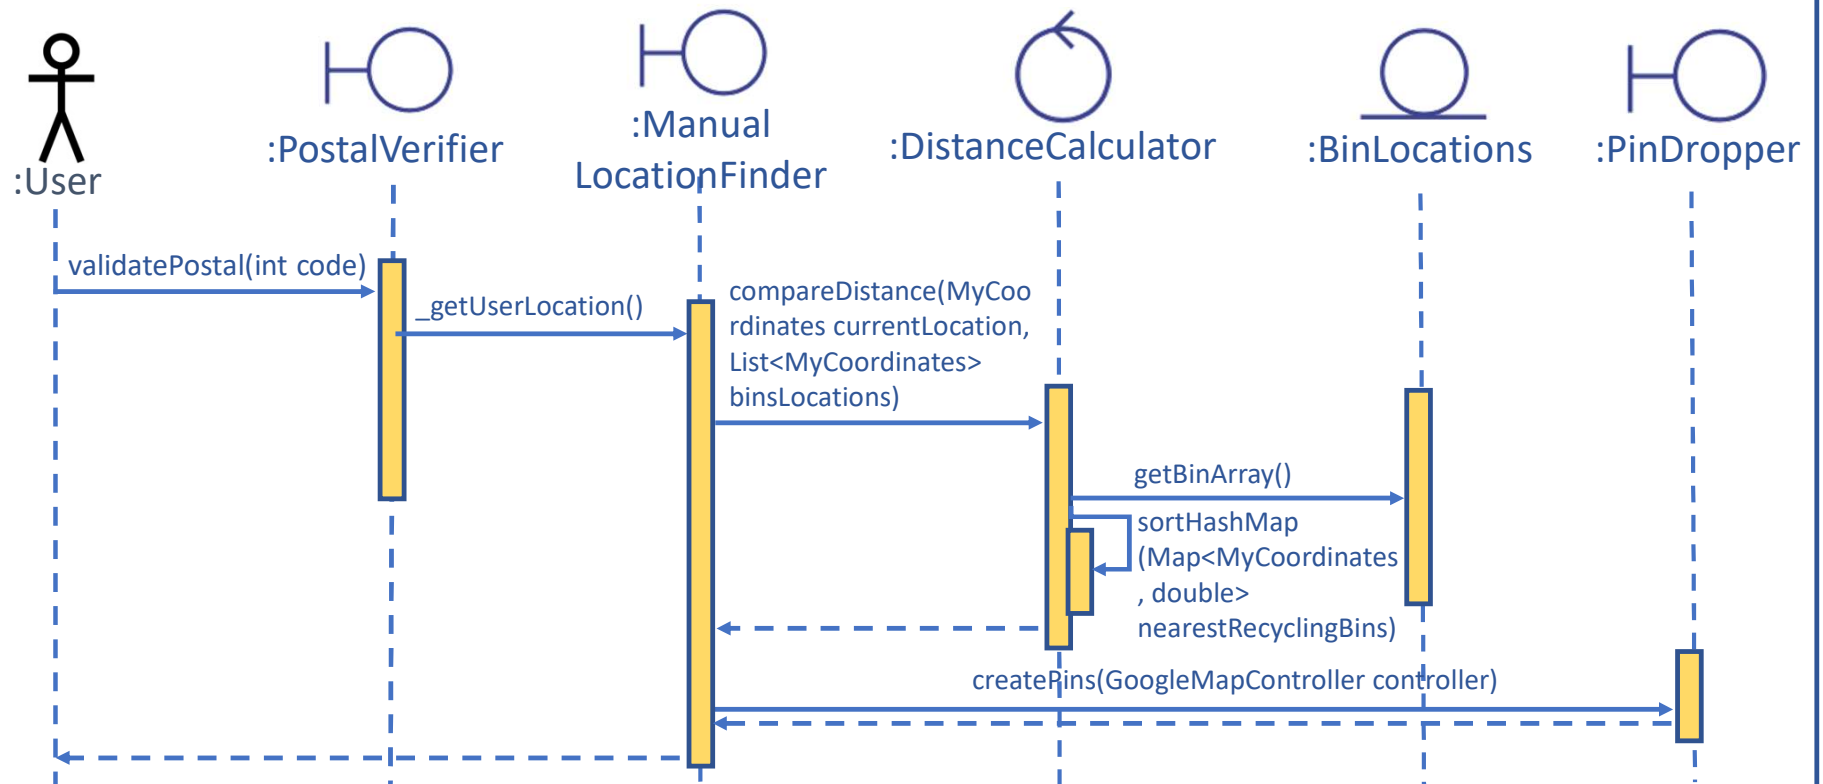 :User
:PostalVerifier
:Manual
LocationFinder
:DistanceCalculator
:BinLocations
:PinDropper
validatePostal(int code)
_getUserLocation()
compareDistance(MyCoo
rdinates currentLocation,
List<MyCoordinates>
binsLocations)
getBinArray()
sortHashMap
(Map<MyCoordinates
, double>
nearestRecyclingBins)
createPins(GoogleMapController controller)